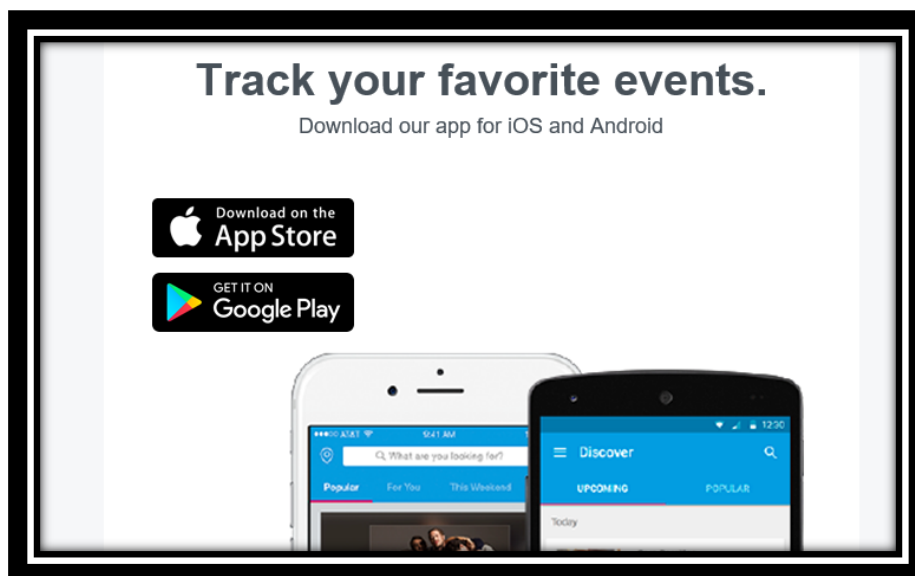 Track your favorite events.
Download our app for iOS and Android
Download on the
App Store
GET IT ON
Google Play
AT&T 9:41 AM
What are you looking for?
Popular For You This Weekend
12:30
Discover
UPCOMING POPULAR
Today